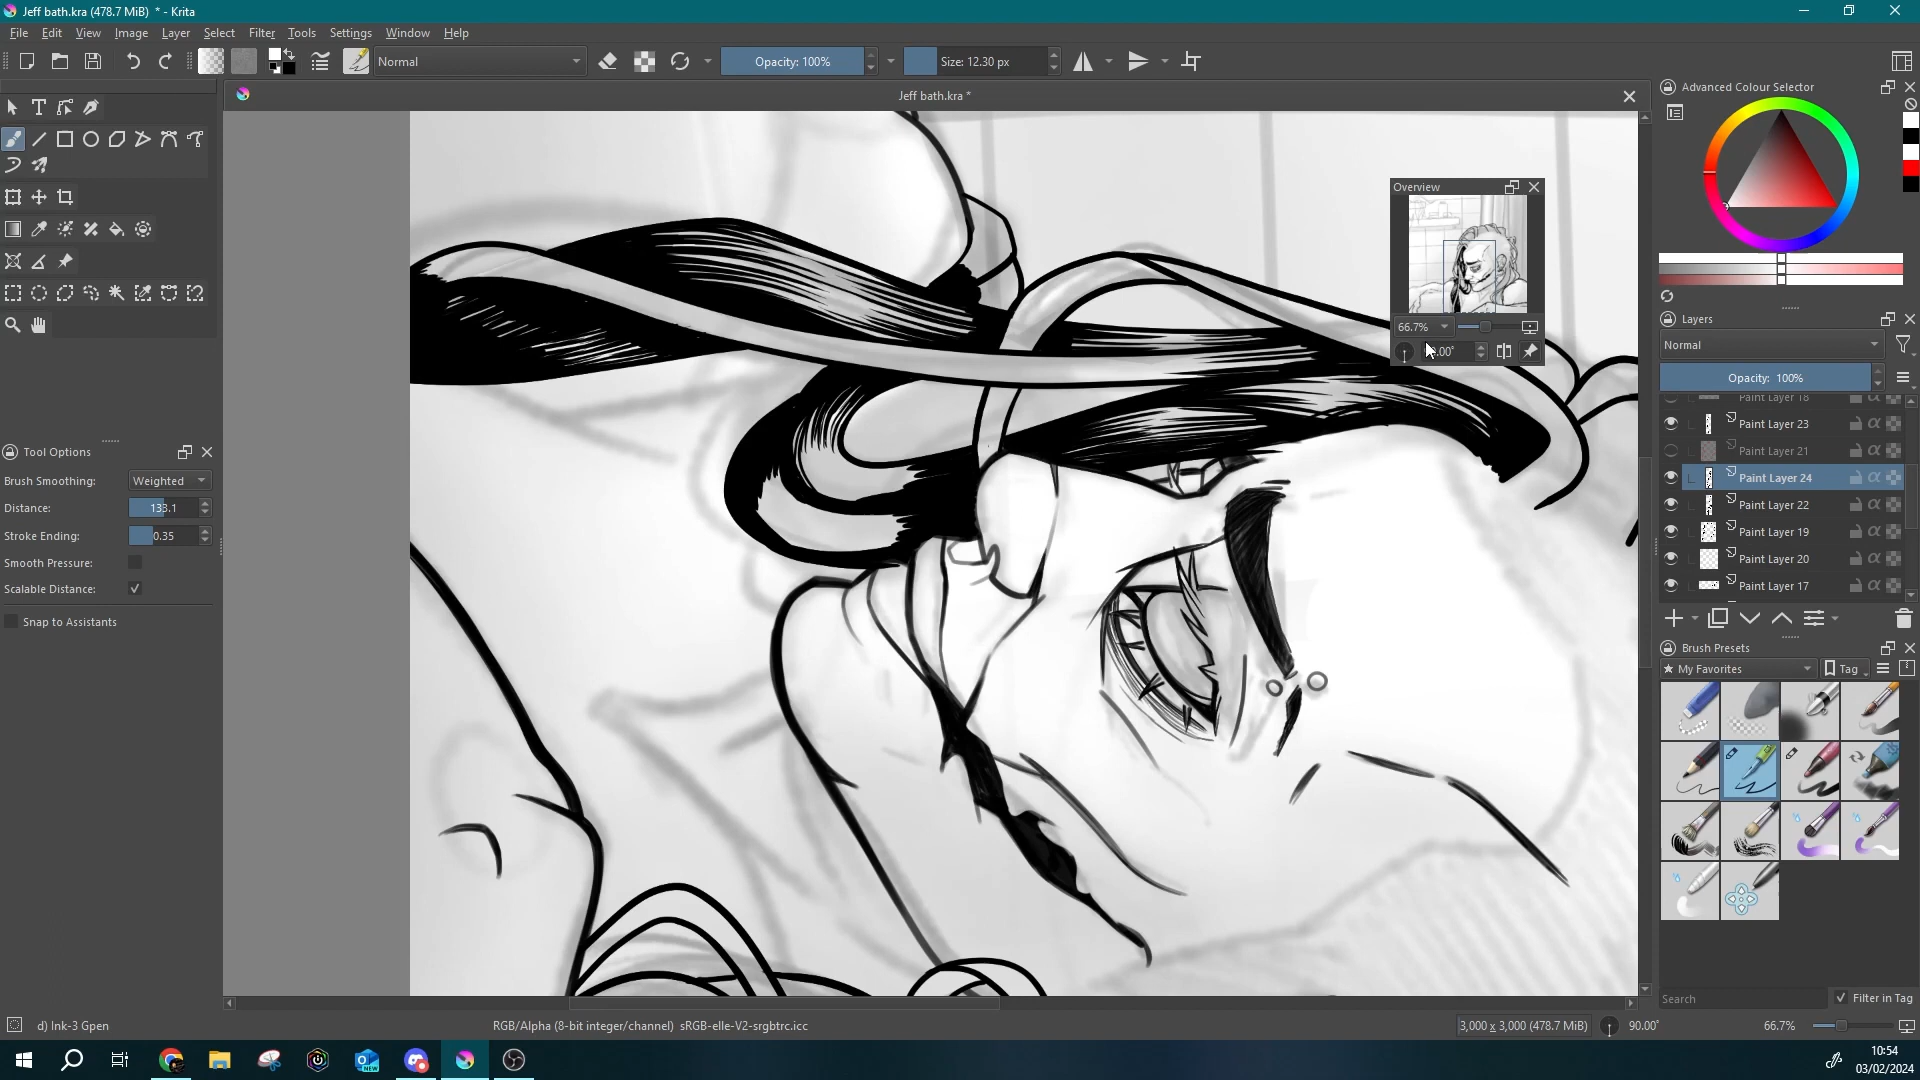 Jeff bath.kra (478.7 MiB) * - Krita
File Edit View Image Layer Select Filter Tools Settings Window Help
Normal
Opacity: 100%
Size: 12.30 px
Jeff bath.kra *
Advanced Colour Selector
Overview
66.7%
Layers
Normal
Opacity: 100%
Paint Layer 18
Paint Layer 23
Paint Layer 21
Paint Layer 24
Paint Layer 22
Paint Layer 19
Paint Layer 20
Paint Layer 17
Tool Options
Brush Smoothing: Weighted
Distance: 133.1
Stroke Ending: 0.35
Smooth Pressure:
Scalable Distance:
Snap to Assistants
Brush Presets
My Favorites
Tag
Search
Filter in Tag
d) Ink-3 Gpen
RGB/Alpha (8-bit integer/channel) sRGB-elle-V2-srgbtrc.icc
3,000 x 3,000 (478.7 MiB)
90.00°
66.7%
NEW
10:54
03/02/2024